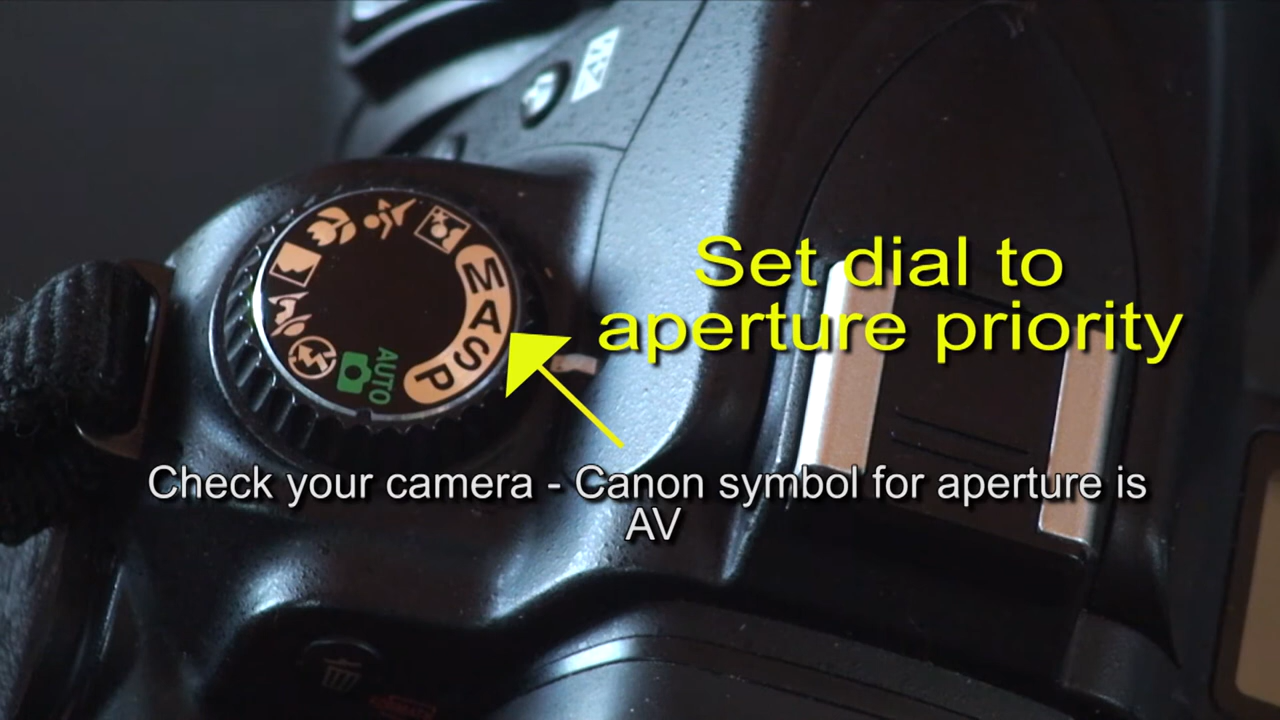 Set dial to
aperture priority
M
A
S
P
AUTO
Check your camera - Canon symbol for aperture is
AV